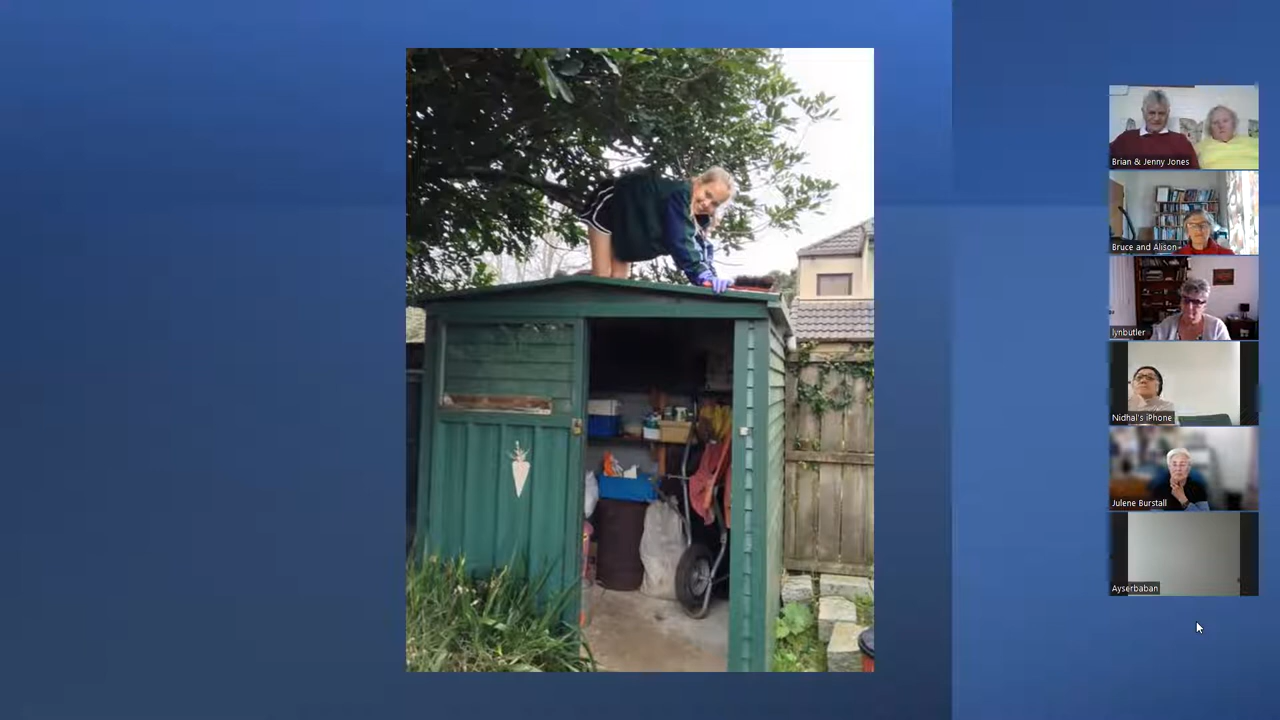 Brian & Jenny Jones
Bruce and Alison
lynbutler
Nidhal's iPhone
Julene Burstall
Ayserbaban